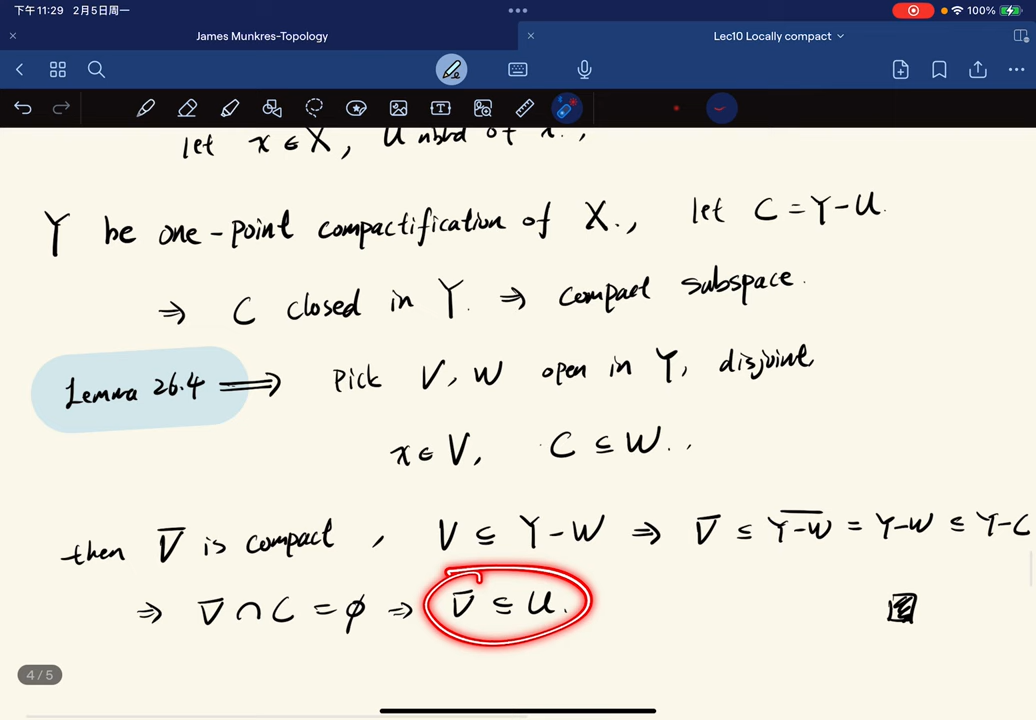 下午11:29 2月5日周一
100%
James Munkres-Topology
Lec10 Locally compact
let x ∈ X, U nbhd of x.,
Y be one-point compactification of X., let C = Y-U.
⇒ C closed in Y. ⇒ compact subspace.
Lemma 26.4 ⟹ Pick V, W open in Y, disjoint
x ∈ V, C ⊆ W.
then V̅ is compact, V ⊆ Y-W ⇒ V̅ ⊆ \overline{Y-W} = Y-W ⊆ Y-C
⇒ V̅ ∩ C = ϕ ⇒ V̅ ⊆ U.
4/5